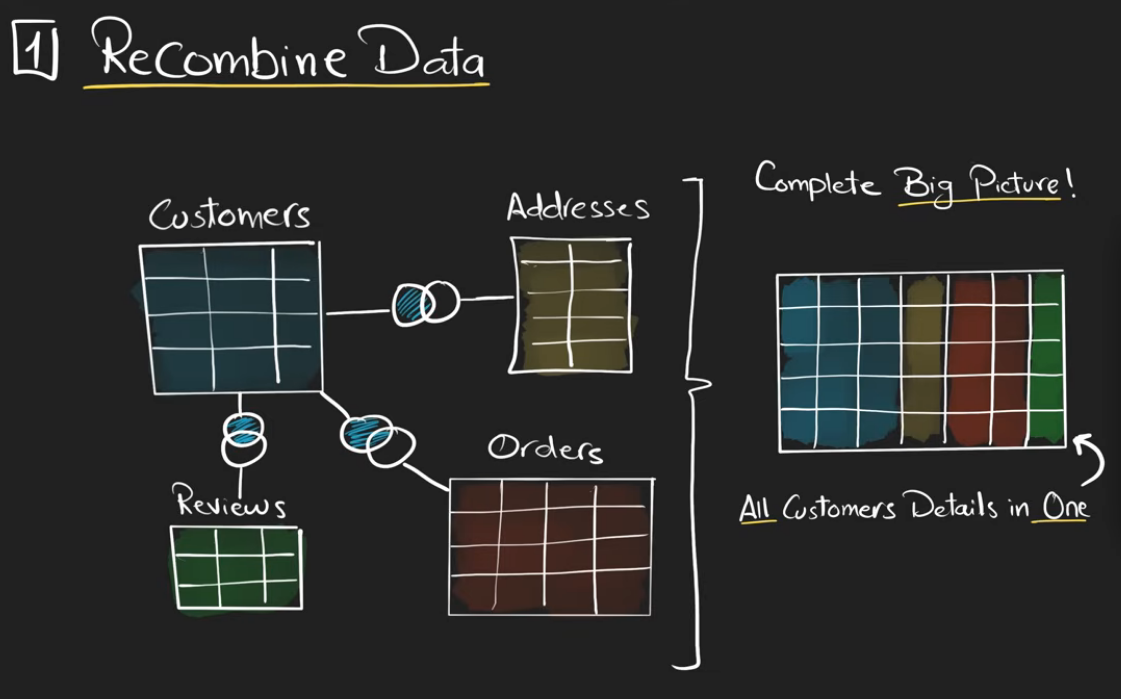 1 Recombine Data
Customers
Addresses
Complete Big Picture!
Orders
Reviews
All Customers Details in One